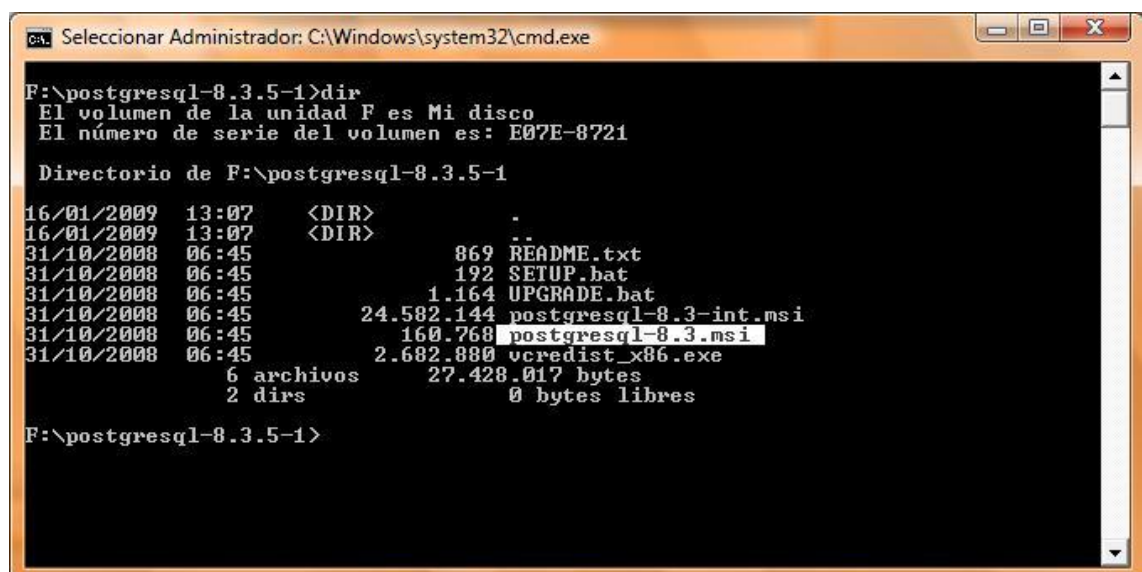 Seleccionar Administrador: C:\Windows\system32\cmd.exe
F:\postgresql-8.3.5-1>dir
El volumen de la unidad F es Mi disco
El número de serie del volumen es: E07E-8721
Directorio de F:\postgresql-8.3.5-1
16/01/2009 13:07 <DIR> .
16/01/2009 13:07 <DIR> ..
31/10/2008 06:45 869 README.txt
31/10/2008 06:45 192 SETUP.bat
31/10/2008 06:45 1.164 UPGRADE.bat
31/10/2008 06:45 24.582.144 postgresql-8.3-int.msi
31/10/2008 06:45 160.768 postgresql-8.3.msi
31/10/2008 06:45 2.682.880 vcredist_x86.exe
6 archivos 27.428.017 bytes
2 dirs 0 bytes libres
F:\postgresql-8.3.5-1>